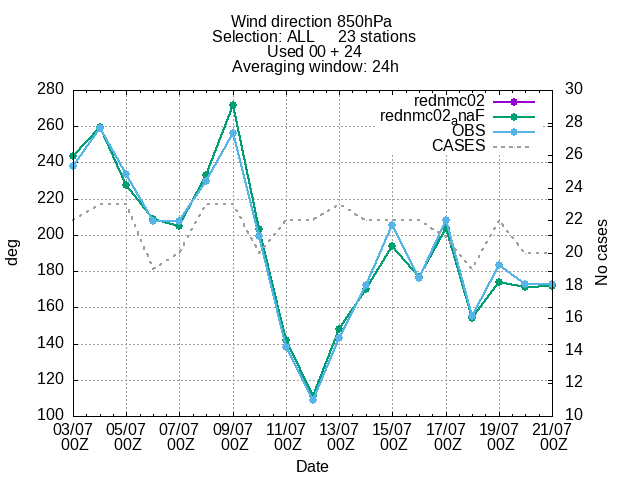 Wind direction 850hPa
Selection: ALL 23 stations
Used 00 + 24
Averaging window: 24h
rednmc02
rednmc02anaF
OBS
CASES
280
260
240
220
200
180
160
140
120
100
30
28
26
24
22
20
18
16
14
12
10
deg
No cases
03/07 05/07 07/07 09/07 11/07 13/07 15/07 17/07 19/07 21/07
00Z 00Z 00Z 00Z 00Z 00Z 00Z 00Z 00Z 00Z
Date